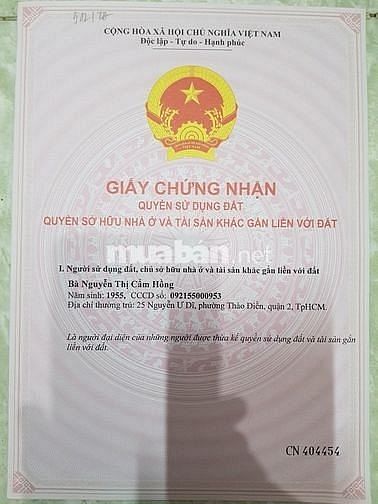 502/18
CỘNG HÒA XÃ HỘI CHỦ NGHĨA VIỆT NAM
Độc lập - Tự do - Hạnh phúc
GIẤY CHỨNG NHẬN
QUYỀN SỬ DỤNG ĐẤT
QUYỀN SỞ HỮU NHÀ Ở VÀ TÀI SẢN KHÁC GẮN LIỀN VỚI ĐẤT
muaban.net
I. Người sử dụng đất, chủ sở hữu nhà ở và tài sản khác gắn liền với đất
Bà Nguyễn Thị Cẩm Hồng
Năm sinh: 1955, CCCD số: 092155000953
Địa chỉ thường trú: 25 Nguyễn Ư Dĩ, phường Thảo Điền, quận 2, TpHCM.
Là người đại diện của những người được thừa kế quyền sử dụng đất và tài sản gắn
liền với đất.
CN 404454